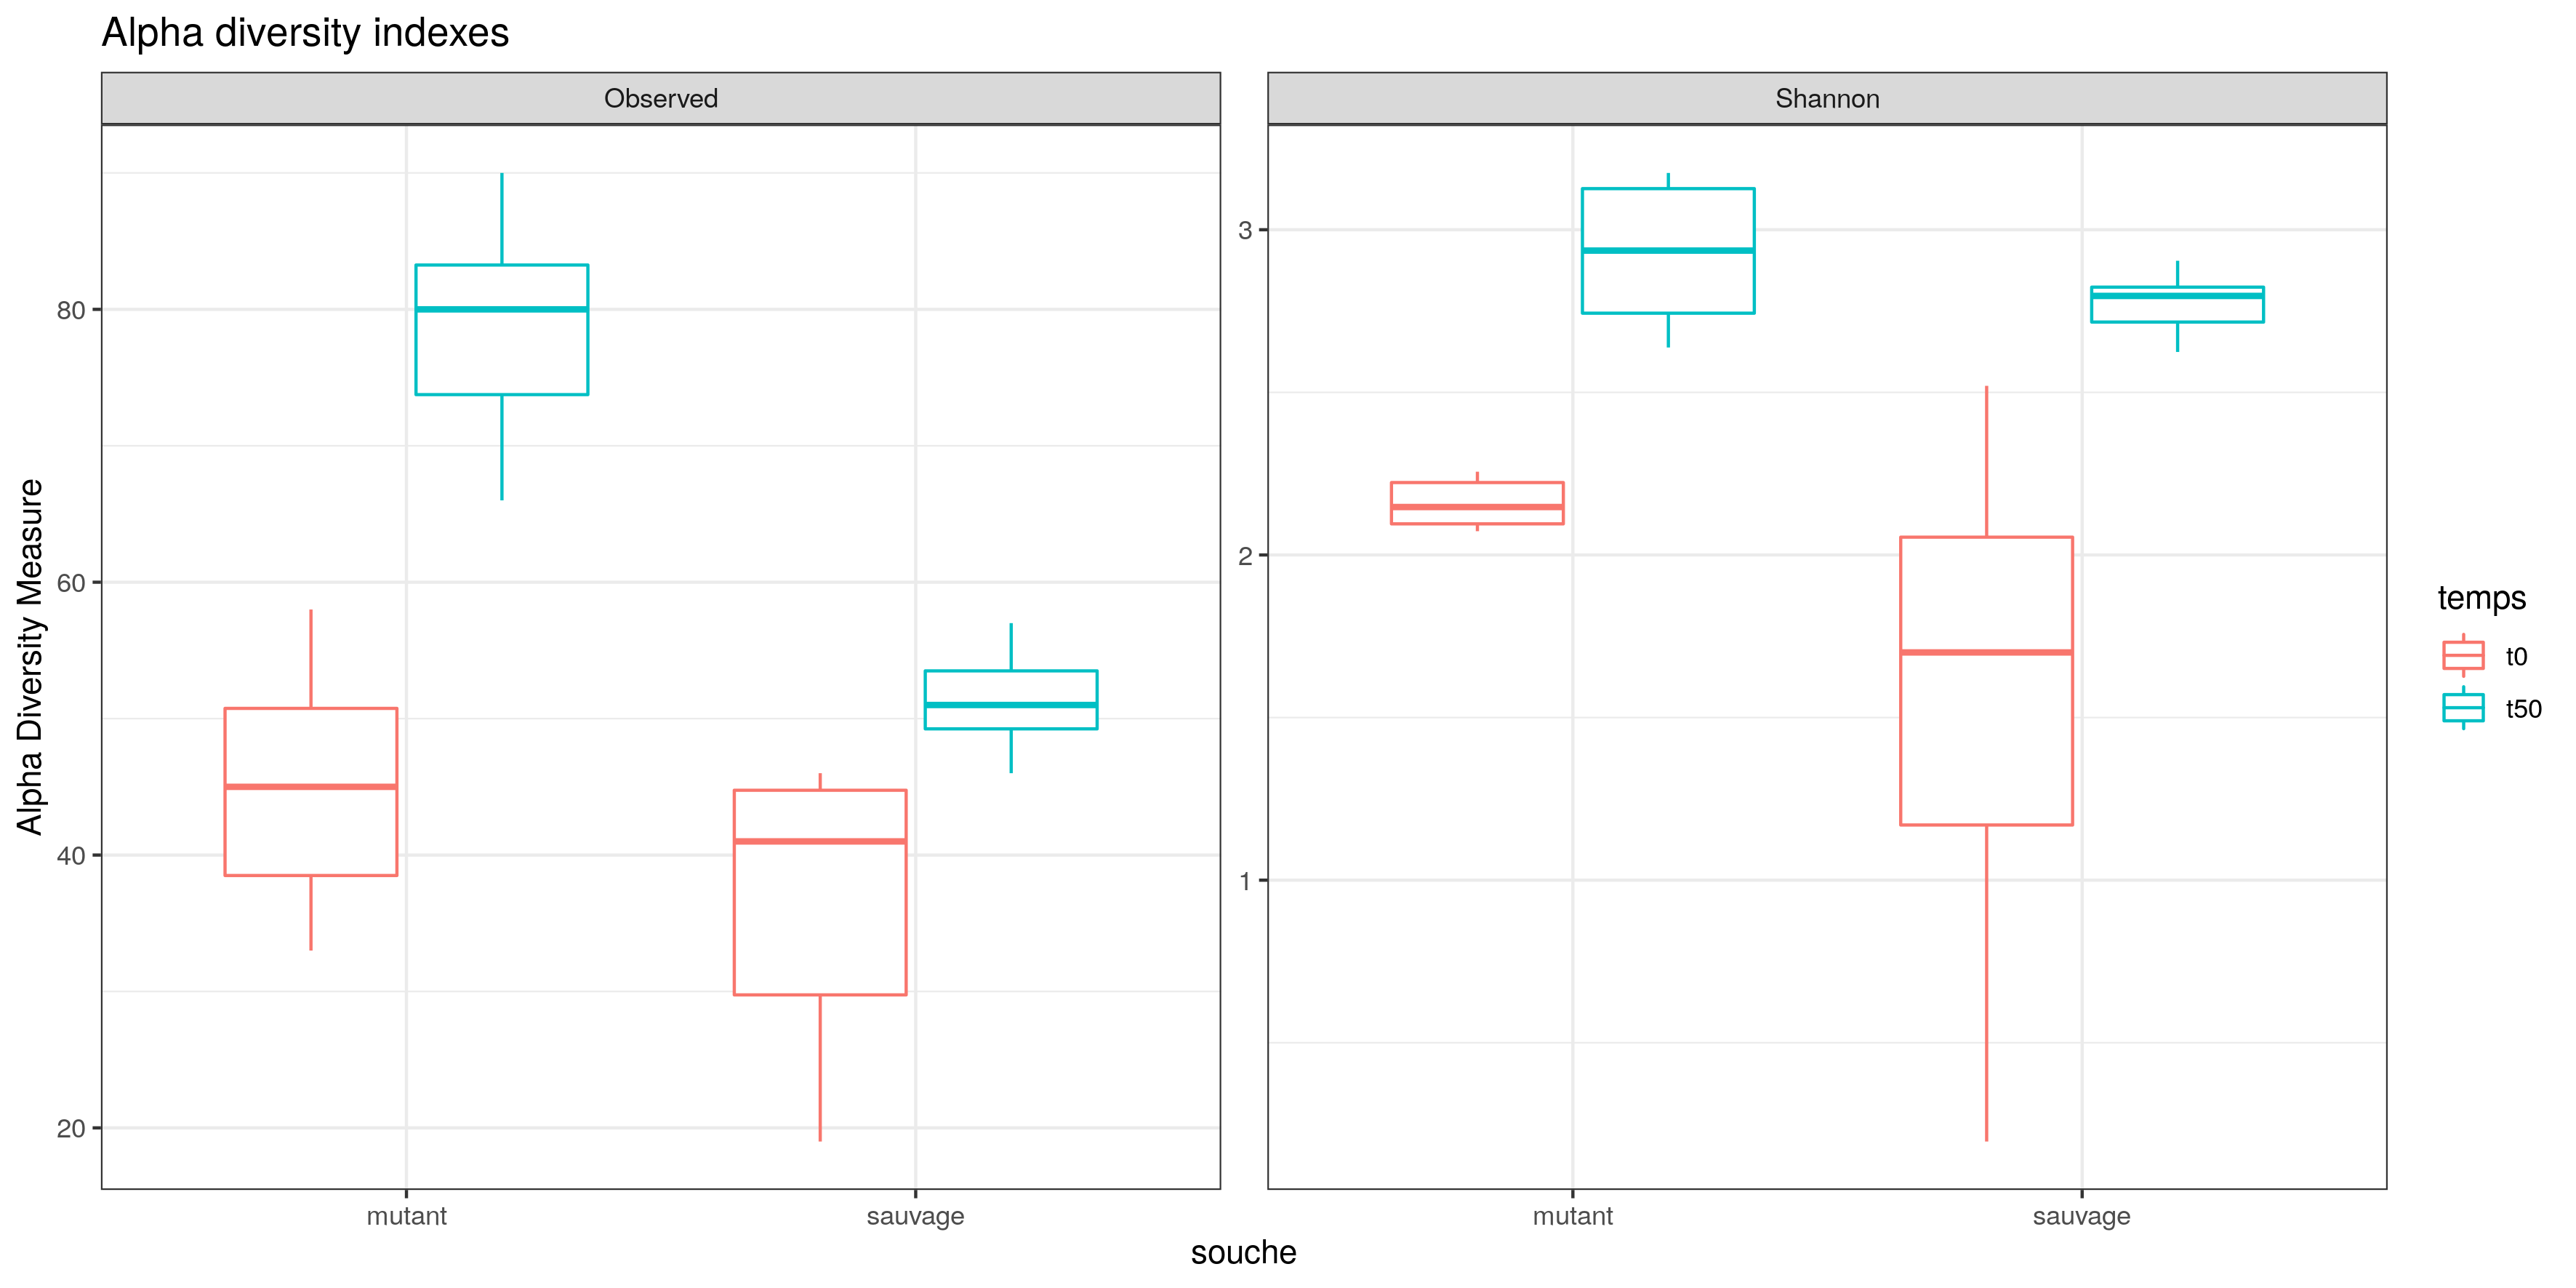 Alpha diversity indexes
Observed
Shannon
Alpha Diversity Measure
80
60
40
20
3
2
1
mutant
sauvage
mutant
sauvage
souche
temps
t0
t50